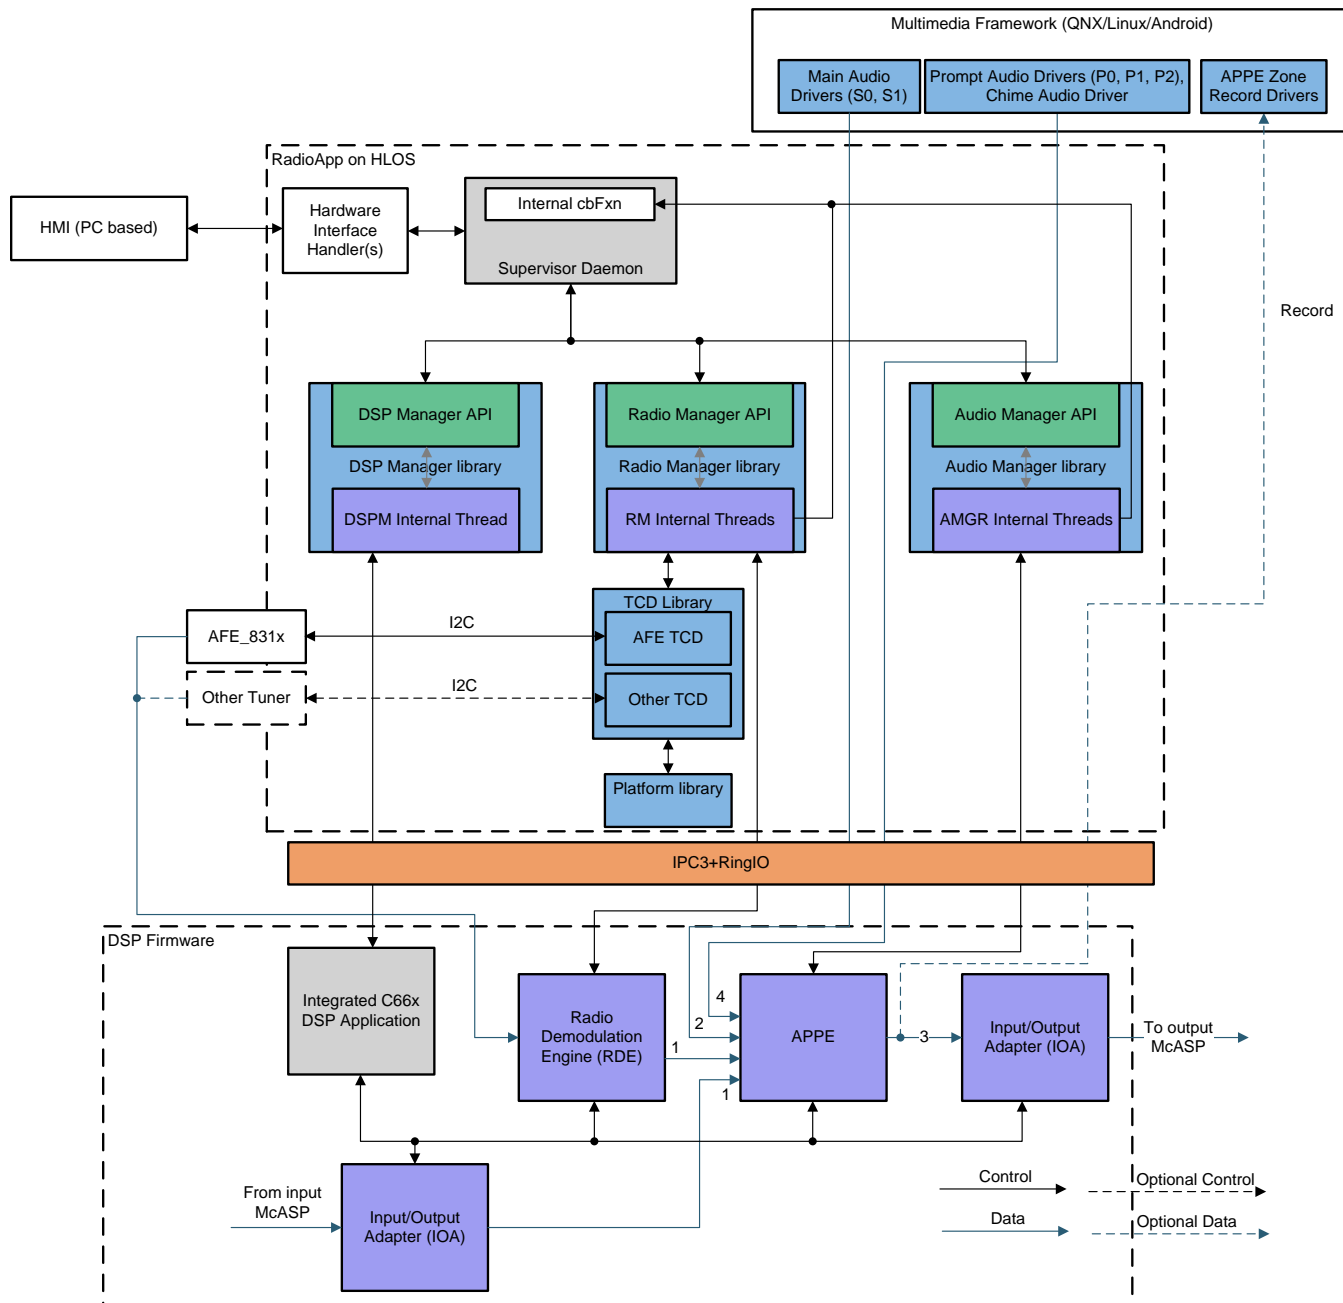 Multimedia Framework (QNX/Linux/Android)
Main Audio
Drivers (S0, S1)
Prompt Audio Drivers (P0, P1, P2),
Chime Audio Driver
APPE Zone
Record Drivers
RadioApp on HLOS
HMI (PC based)
Hardware
Interface
Handler(s)
Internal cbFxn
Supervisor Daemon
Record
DSP Manager API
DSP Manager library
DSPM Internal Thread
Radio Manager API
Radio Manager library
RM Internal Threads
Audio Manager API
Audio Manager library
AMGR Internal Threads
TCD Library
AFE_831x
I2C
AFE TCD
Other Tuner
I2C
Other TCD
Platform library
IPC3+RingIO
DSP Firmware
Integrated C66x
DSP Application
Radio
Demodulation
Engine (RDE)
4
2
1
1
APPE
3
Input/Output
Adapter (IOA)
To output
McASP
From input
McASP
Input/Output
Adapter (IOA)
Control
Optional Control
Data
Optional Data